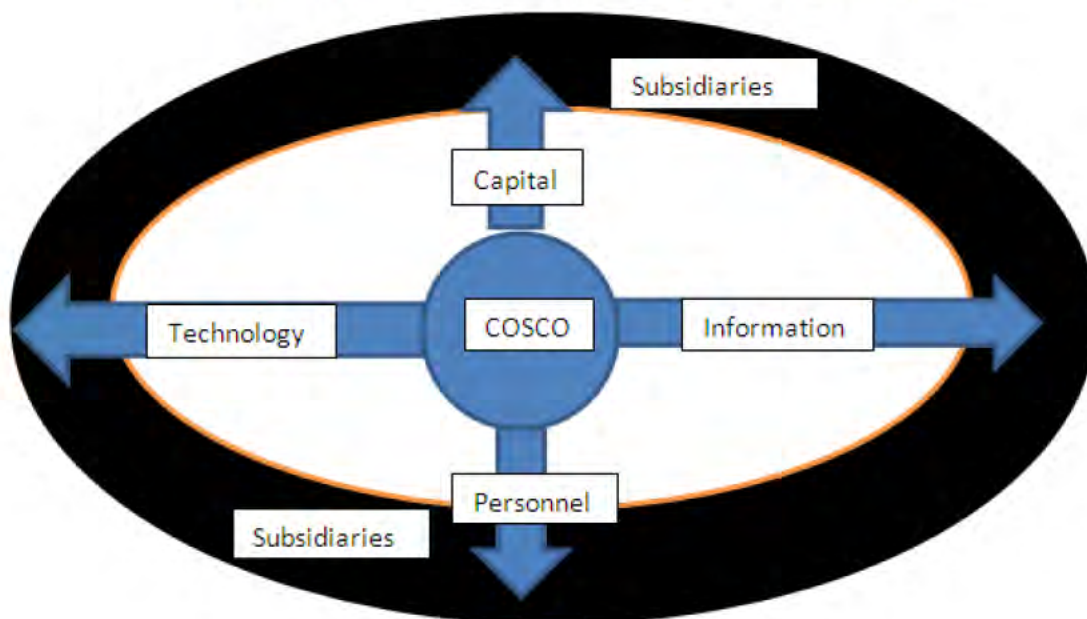 Subsidiaries
Capital
Technology
COSCO
Information
Personnel
Subsidiaries